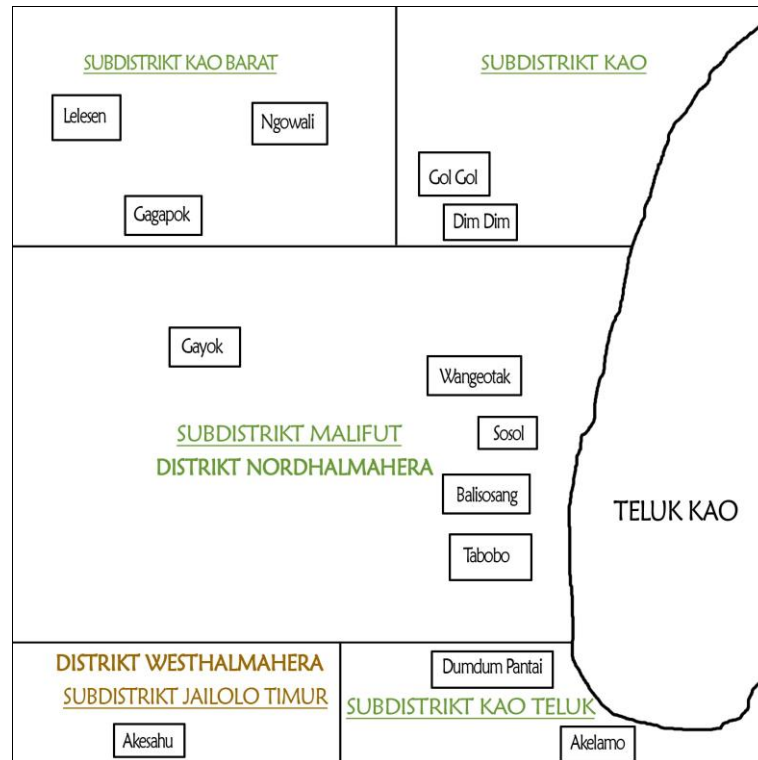 SUBDISTRIKT KAO BARAT
SUBDISTRIKT KAO
Lelesen
Ngowali
Gol Gol
Gagapok
Dim Dim
Gayok
Wangeotak
SUBDISTRIKT MALIFUT
Sosol
DISTRIKT NORDHALMAHERA
Balisosang
TELUK KAO
Tabobo
DISTRIKT WESTHALMAHERA
Dumdum Pantai
SUBDISTRIKT JAILOLO TIMUR
SUBDISTRIKT KAO TELUK
Akesahu
Akelamo